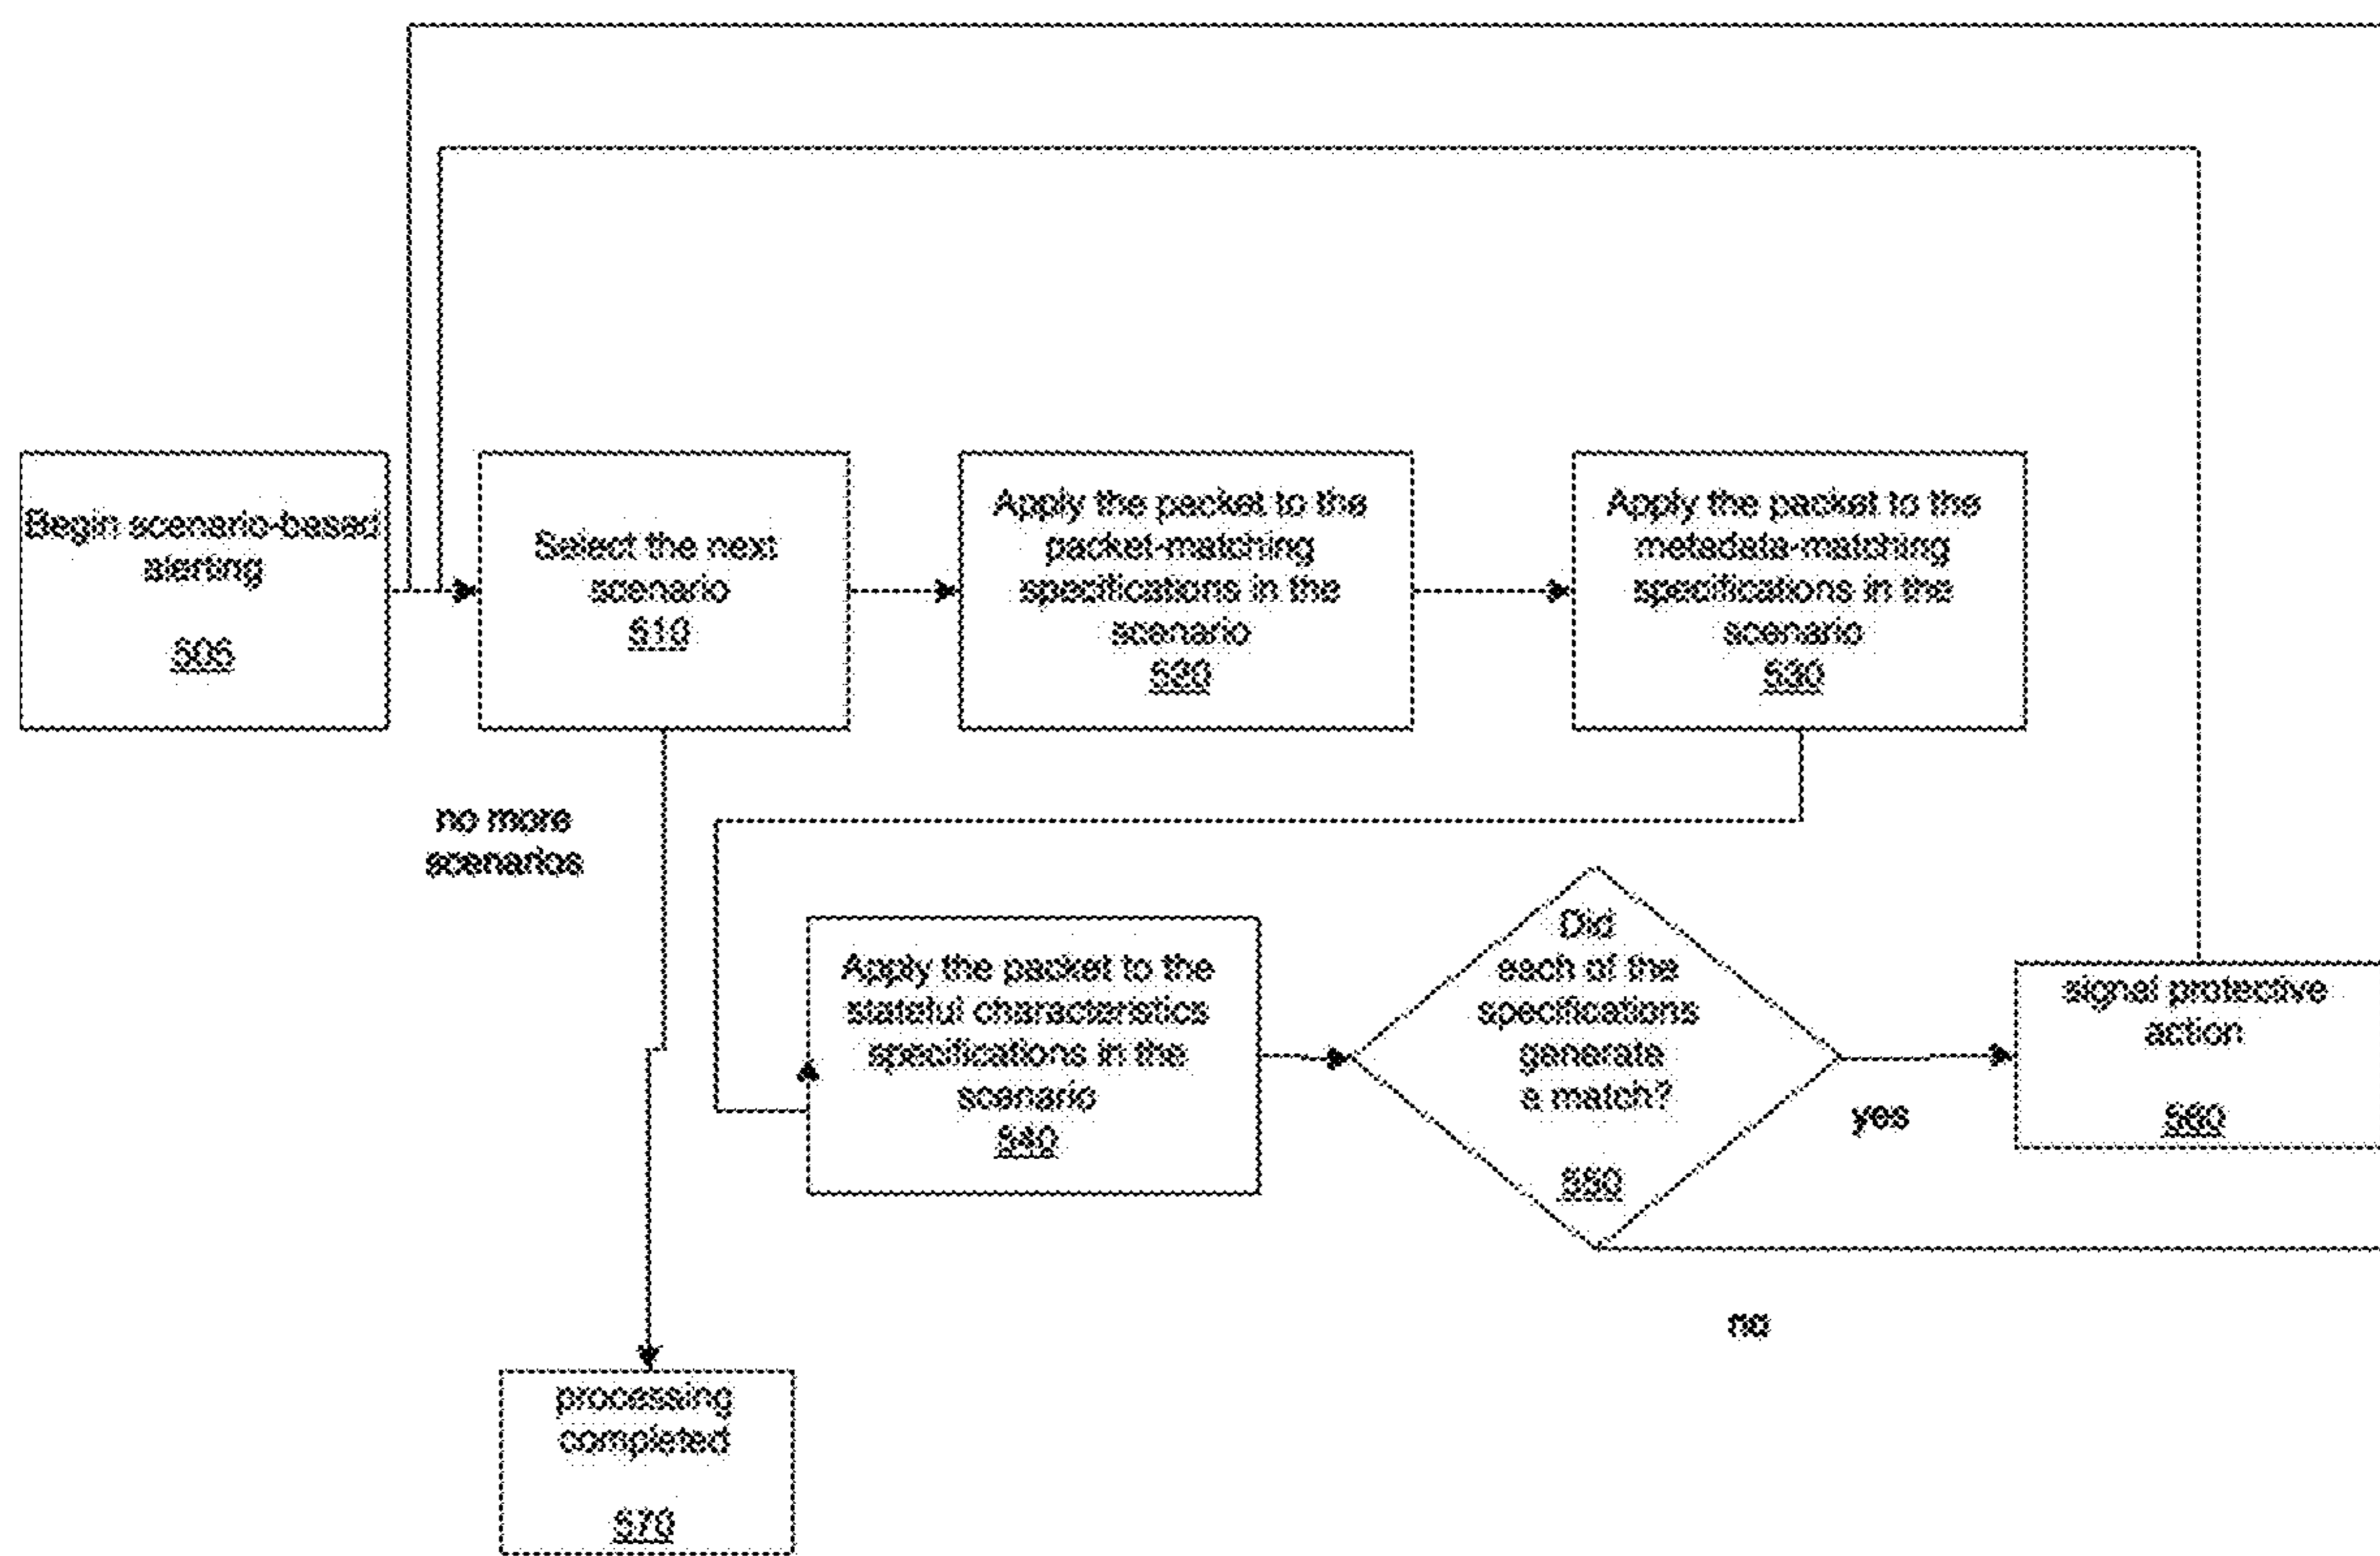 Begin scenario-based
alerting
505
Select the next
scenario
510
Apply the packet to the
packet-matching
specifications in the
scenario
520
Apply the packet to the
metadata-matching
specifications in the
scenario
530
no more
scenarios
Apply the packet to the
stateful characteristics
specifications in the
scenario
540
Did
each of the
specifications
generate
a match?
550
yes
signal protective
action
560
no
processing
completed
570